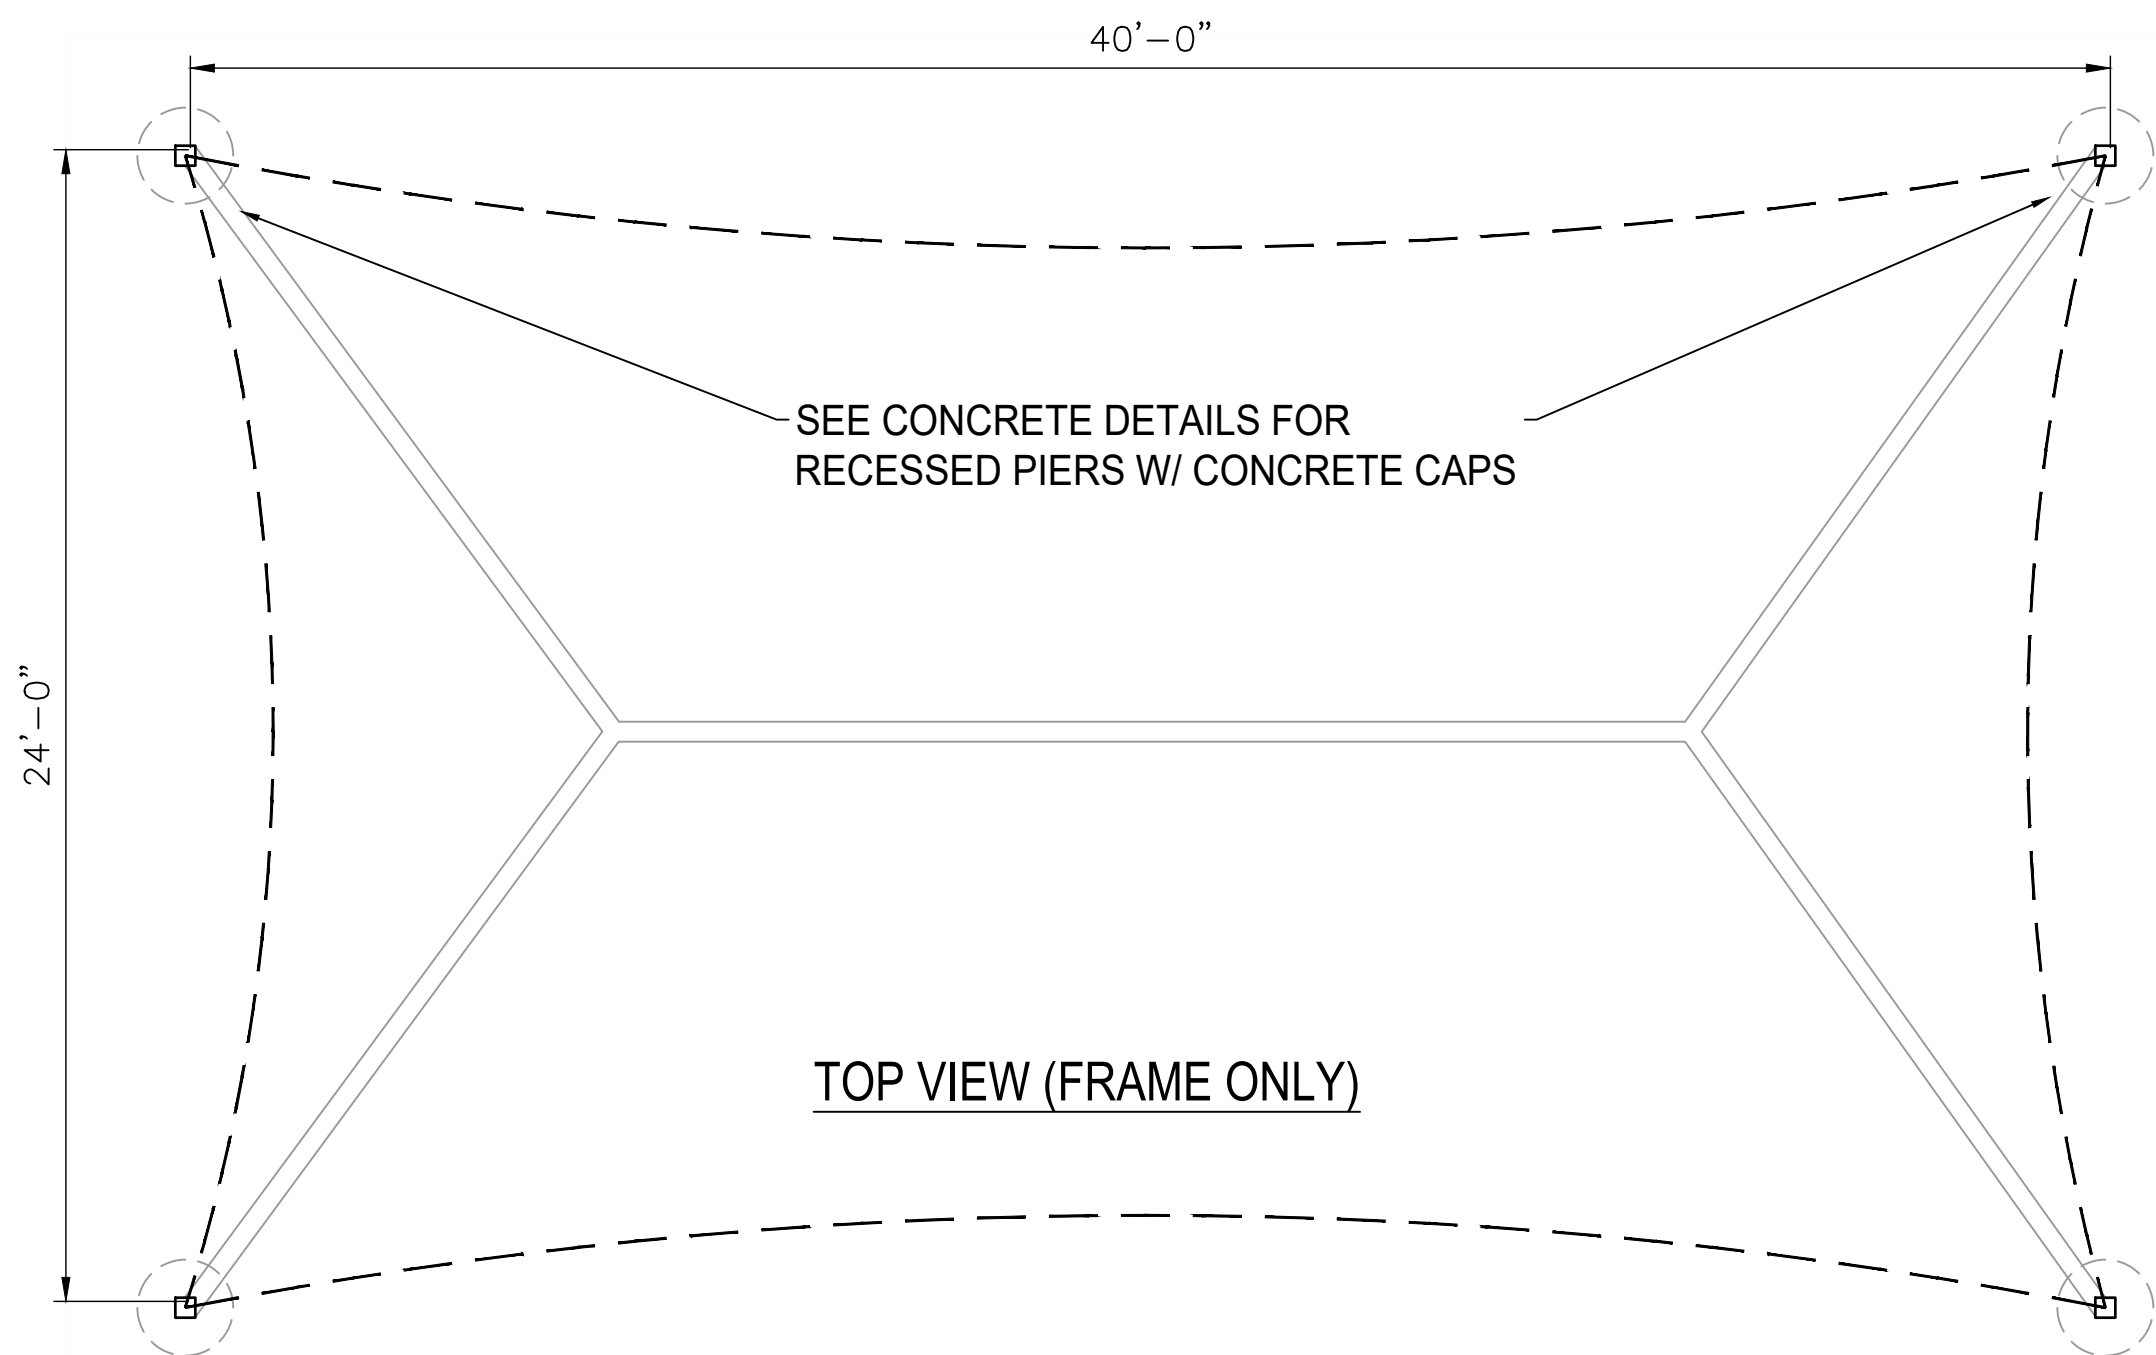 40'-0"
SEE CONCRETE DETAILS FOR
RECESSED PIERS W/ CONCRETE CAPS
24'-0"
TOP VIEW (FRAME ONLY)